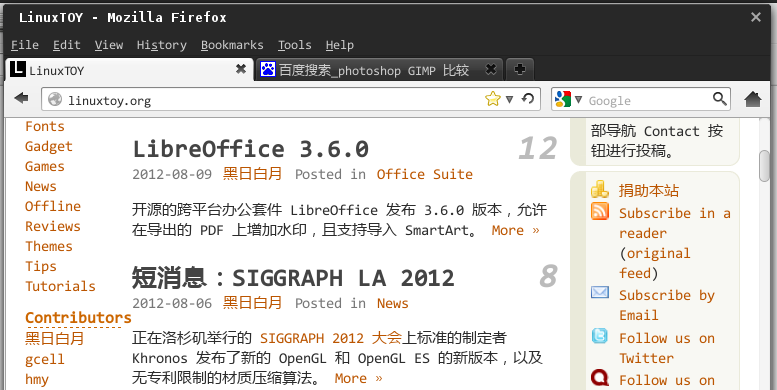 LinuxTOY - Mozilla Firefox
File Edit View History Bookmarks Tools Help
LinuxTOY
百度搜索_photoshop GIMP 比较
linuxtoy.org
Google
Fonts
Gadget
Games
News
Offline
Reviews
Themes
Tips
Tutorials
Contributors
黑日白月
gcell
hmy
LibreOffice 3.6.0 12
2012-08-09 黑日白月 Posted in Office Suite
开源的跨平台办公套件 LibreOffice 发布 3.6.0 版本，允许
在导出的 PDF 上增加水印，且支持导入 SmartArt。 More »
短消息：SIGGRAPH LA 2012 8
2012-08-06 黑日白月 Posted in News
正在洛杉矶举行的 SIGGRAPH 2012 大会上标准的制定者
Khronos 发布了新的 OpenGL 和 OpenGL ES 的新版本，以及
无专利限制的材质压缩算法。 More »
部导航 Contact 按
钮进行投稿。
捐助本站
Subscribe in a
reader
(original
feed)
Subscribe by
Email
Follow us on
Twitter
Follow us on